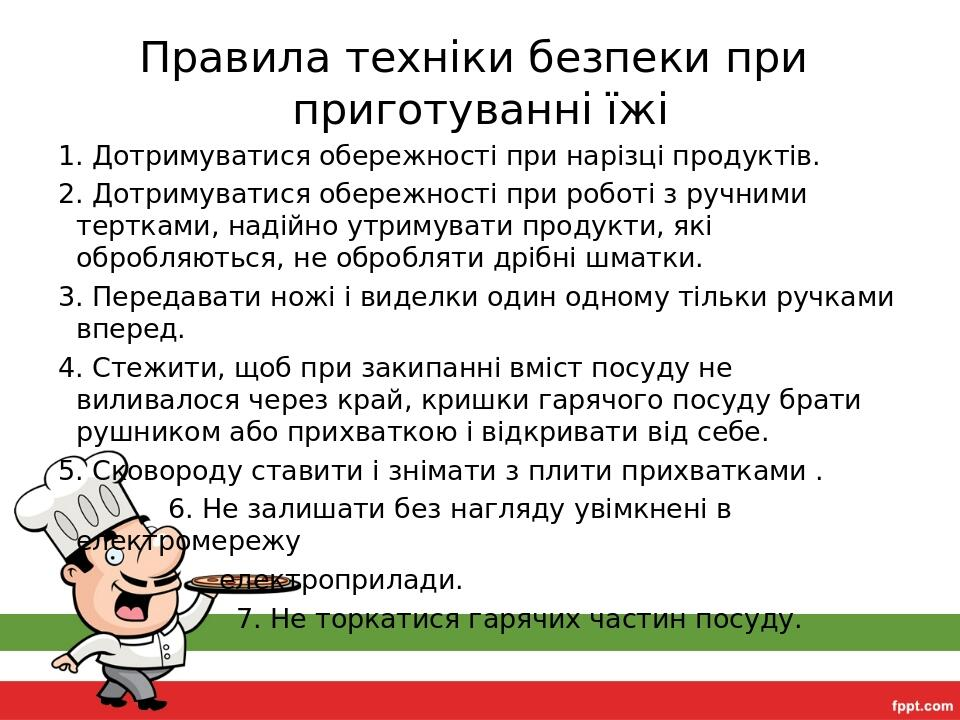 Правила техніки безпеки при
приготуванні їжі
1. Дотримуватися обережності при нарізці продуктів.
2. Дотримуватися обережності при роботі з ручними
тертками, надійно утримувати продукти, які
обробляються, не обробляти дрібні шматки.
3. Передавати ножі і виделки один одному тільки ручками
вперед.
4. Стежити, щоб при закипанні вміст посуду не
виливалося через край, кришки гарячого посуду брати
рушником або прихваткою і відкривати від себе.
5. Сковороду ставити і знімати з плити прихватками .
6. Не залишати без нагляду увімкнені в
електромережу
електроприлади.
7. Не торкатися гарячих частин посуду.
fppt.com